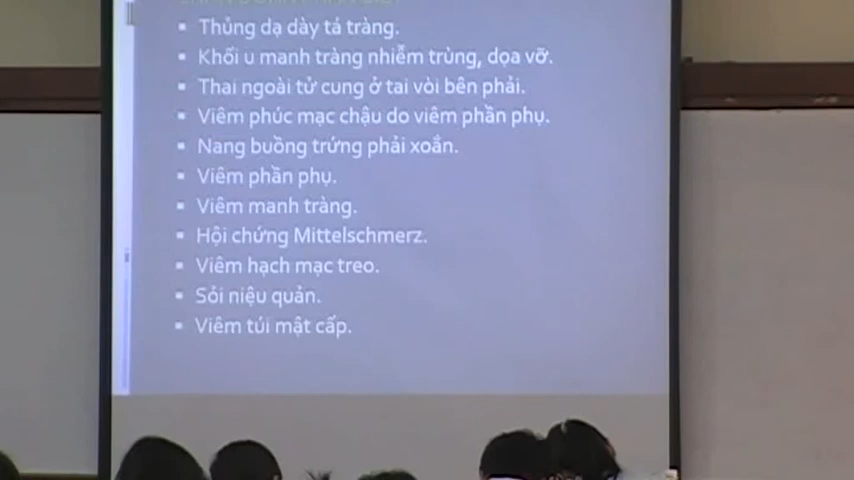 Thủng dạ dày tá tràng.
Khối u manh tràng nhiễm trùng, dọa vỡ.
Thai ngoài tử cung ở tai vòi bên phải.
Viêm phúc mạc chậu do viêm phần phụ.
Nang buồng trứng phải xoắn.
Viêm phần phụ.
Viêm manh tràng.
Hội chứng Mittelschmerz.
Viêm hạch mạc treo.
Sỏi niệu quản.
Viêm túi mật cấp.